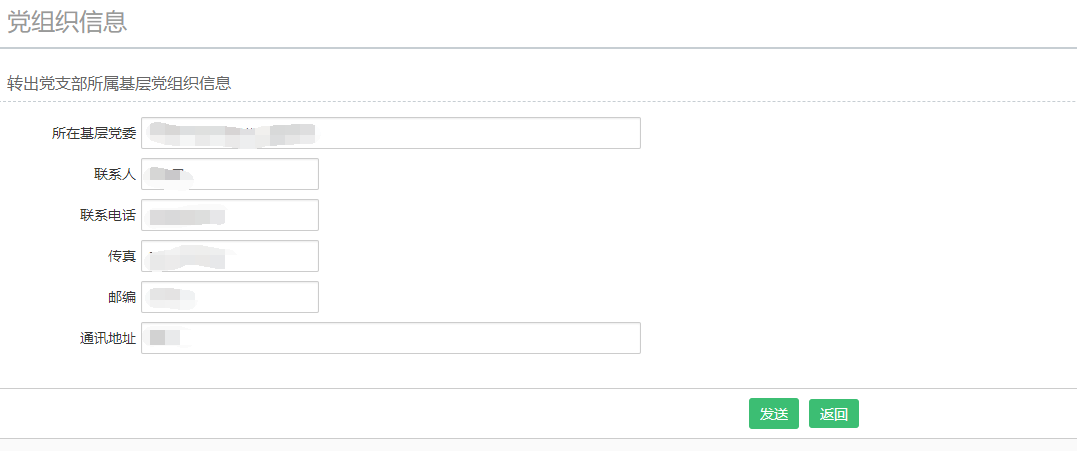 党组织信息
转出党支部所属基层党组织信息
所在基层党委
联系人
联系电话
传真
邮编
通讯地址
发送 返回